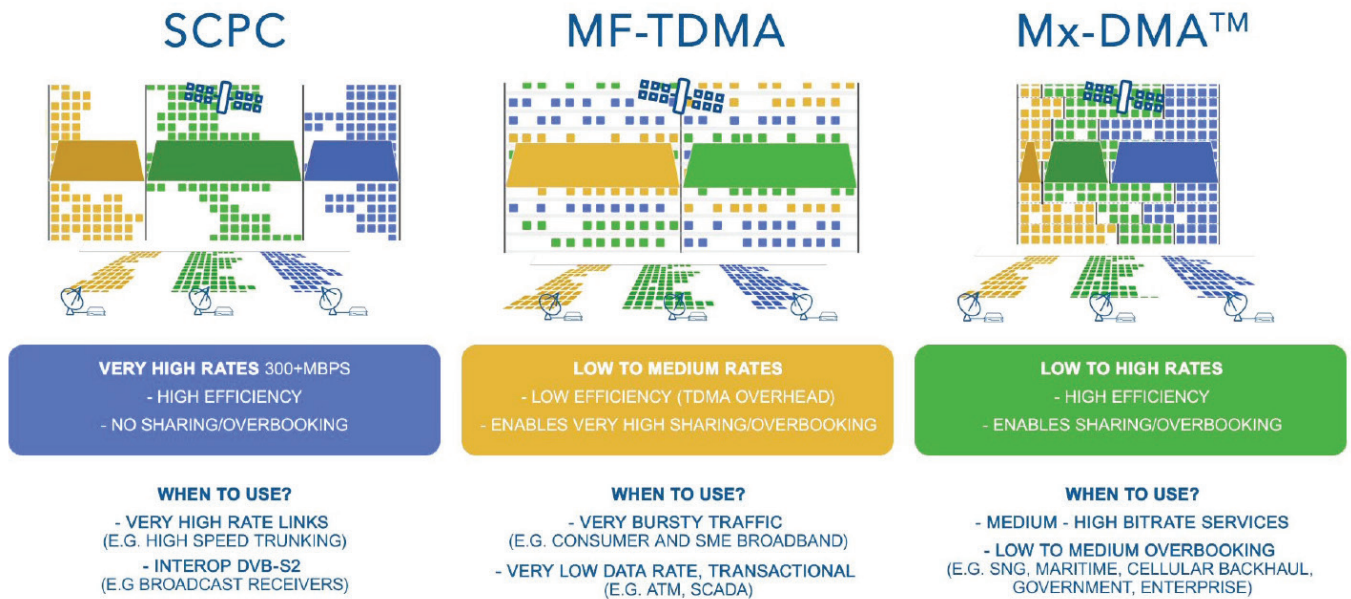 SCPC
VERY HIGH RATES 300+MBPS
- HIGH EFFICIENCY
- NO SHARING/OVERBOOKING
WHEN TO USE?
- VERY HIGH RATE LINKS
(E.G. HIGH SPEED TRUNKING)
- INTEROP DVB-S2
(E.G BROADCAST RECEIVERS)
MF-TDMA
LOW TO MEDIUM RATES
- LOW EFFICIENCY (TDMA OVERHEAD)
- ENABLES VERY HIGH SHARING/OVERBOOKING
WHEN TO USE?
- VERY BURSTY TRAFFIC
(E.G. CONSUMER AND SME BROADBAND)
- VERY LOW DATA RATE, TRANSACTIONAL
(E.G. ATM, SCADA)
Mx-DMA™
LOW TO HIGH RATES
- HIGH EFFICIENCY
- ENABLES SHARING/OVERBOOKING
WHEN TO USE?
- MEDIUM - HIGH BITRATE SERVICES
- LOW TO MEDIUM OVERBOOKING
(E.G. SNG, MARITIME, CELLULAR BACKHAUL,
GOVERNMENT, ENTERPRISE)